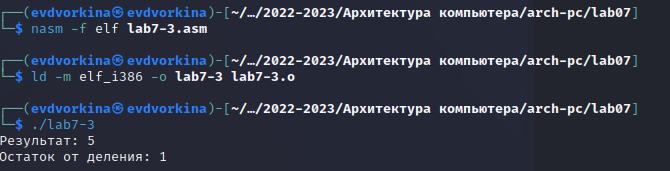 ┌──(evdvorkina㉿evdvorkina)-[~/…/2022-2023/Архитектура компьютера/arch-pc/lab07]
└─$ nasm -f elf lab7-3.asm
┌──(evdvorkina㉿evdvorkina)-[~/…/2022-2023/Архитектура компьютера/arch-pc/lab07]
└─$ ld -m elf_i386 -o lab7-3 lab7-3.o
┌──(evdvorkina㉿evdvorkina)-[~/…/2022-2023/Архитектура компьютера/arch-pc/lab07]
└─$ ./lab7-3
Результат: 5
Остаток от деления: 1